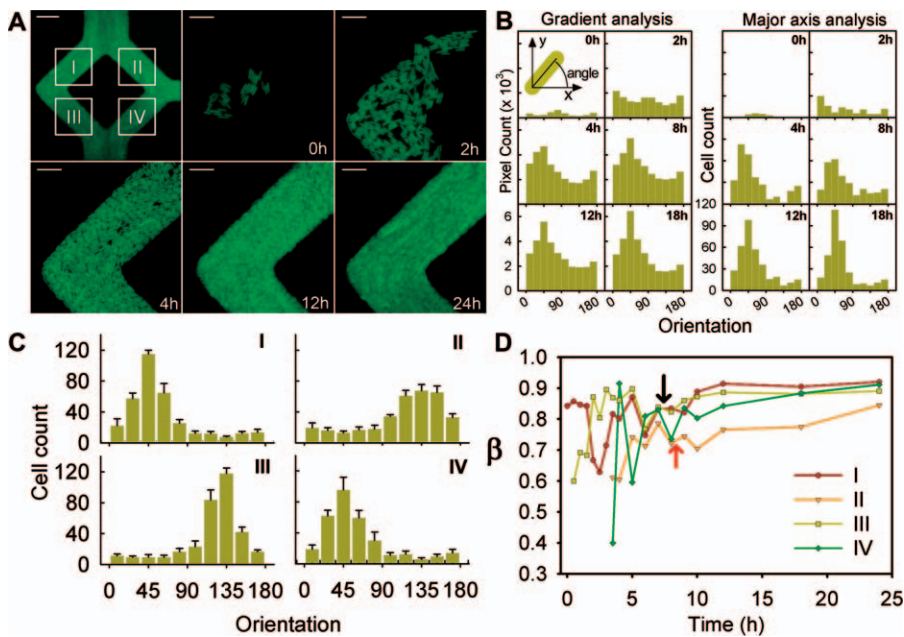 A
I
II
III
IV
0h
2h
4h
12h
24h
B
Gradient analysis
Major axis analysis
0h
2h
0h
2h
y
angle
x
4h
8h
4h
8h
Pixel Count (x 10³)
Cell count
120
12h
18h
12h
18h
6
4
2
0
90
60
30
0
0 90 180 0 90 180
0 90 180 0 90 180
Orientation
C
I
II
III
IV
120
80
40
0
120
80
40
0
Cell count
0 45 90 135 180
45 90 135 180
Orientation
D
1.0
0.9
0.8
0.7
0.6
0.5
0.4
0.3
β
I
II
III
IV
0 5 10 15 20 25
Time (h)